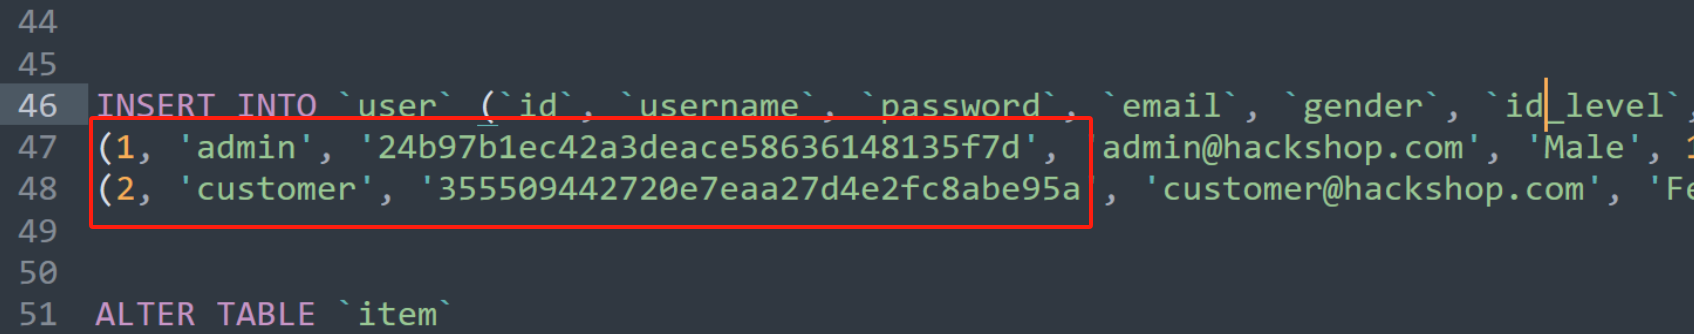 44
45
46 INSERT INTO `user` (`id`, `username`, `password`, `email`, `gender`, `id_level`,
47 (1, 'admin', '24b97b1ec42a3deace58636148135f7d', 'admin@hackshop.com', 'Male', 1
48 (2, 'customer', '355509442720e7eaa27d4e2fc8abe95a', 'customer@hackshop.com', 'Fe
49
50
51 ALTER TABLE `item`